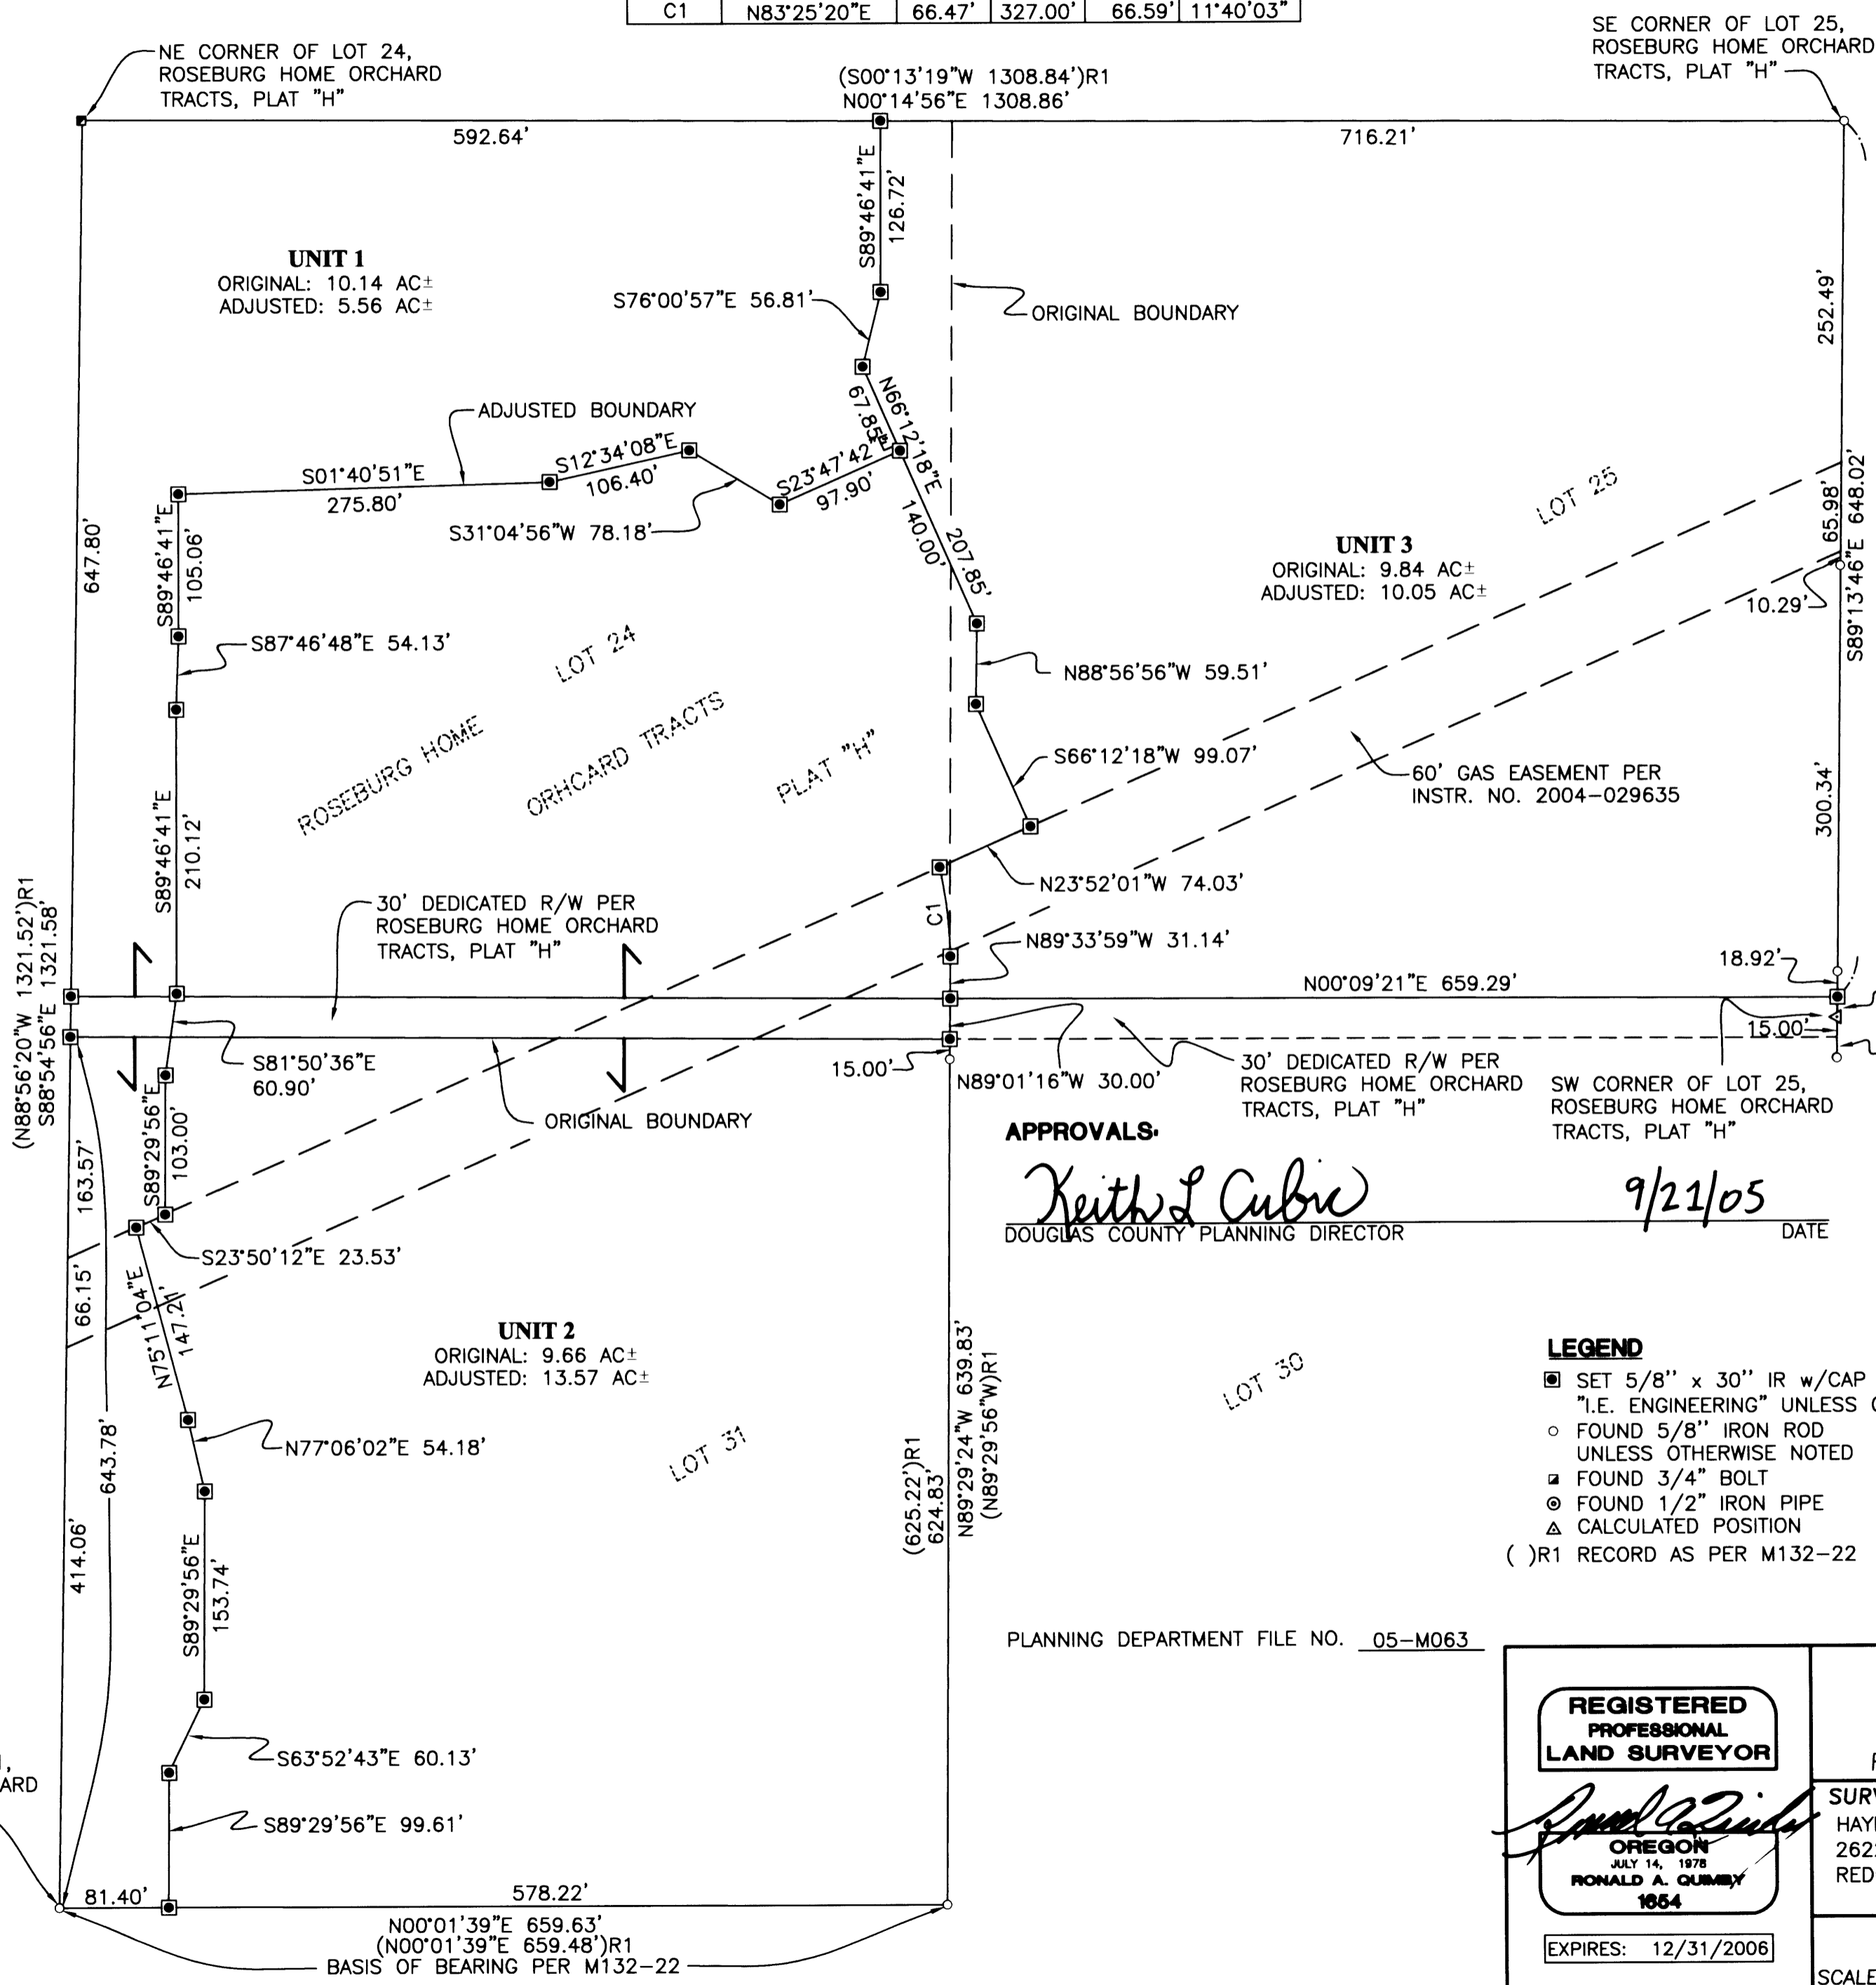 C1 N83°25'20"E 66.47' 327.00' 66.59' 11°40'03"
NE CORNER OF LOT 24,
ROSEBURG HOME ORCHARD
TRACTS, PLAT "H"
(S00°13'19"W 1308.84')R1
N00°14'56"E 1308.86'
SE CORNER OF LOT 25,
ROSEBURG HOME ORCHARD
TRACTS, PLAT "H"
592.64'
716.21'
S89°46'41"E
126.72'
UNIT 1
ORIGINAL: 10.14 AC±
ADJUSTED: 5.56 AC±
S76°00'57"E 56.81'
ORIGINAL BOUNDARY
252.49'
N66°12'18"E
67.85'
ADJUSTED BOUNDARY
S01°40'51"E
275.80'
S12°34'08"E
106.40'
S23°47'42"E
97.90'
S31°04'56"W 78.18'
140.00'
207.85'
LOT 25
65.98'
S89°13'46"E 648.02'
647.80'
S89°46'41"E
105.06'
UNIT 3
ORIGINAL: 9.84 AC±
ADJUSTED: 10.05 AC±
10.29'
S87°46'48"E 54.13'
LOT 24
N88°56'56"W 59.51'
ROSEBURG HOME
ORHCARD TRACTS
PLAT "H"
S66°12'18"W 99.07'
60' GAS EASEMENT PER
INSTR. NO. 2004-029635
300.34'
S89°46'41"E
210.12'
N23°52'01"W 74.03'
(N88°56'20"W 1321.52')R1
S88°54'56"E 1321.58'
30' DEDICATED R/W PER
ROSEBURG HOME ORCHARD
TRACTS, PLAT "H"
C1
N89°33'59"W 31.14'
18.92'
N00°09'21"E 659.29'
15.00'
S81°50'36"E
60.90'
15.00'
N89°01'16"W 30.00'
30' DEDICATED R/W PER
ROSEBURG HOME ORCHARD
TRACTS, PLAT "H"
SW CORNER OF LOT 25,
ROSEBURG HOME ORCHARD
TRACTS, PLAT "H"
ORIGINAL BOUNDARY
S89°29'56"E
103.00'
163.57'
APPROVALS:
Keith L Cubic 9/21/05
DOUGLAS COUNTY PLANNING DIRECTOR DATE
S23°50'12"E 23.53'
66.15'
N75°11'04"E
147.21'
UNIT 2
ORIGINAL: 9.66 AC±
ADJUSTED: 13.57 AC±
LOT 30
LEGEND
SET 5/8'' x 30'' IR w/CAP
"I.E. ENGINEERING" UNLESS
FOUND 5/8'' IRON ROD
UNLESS OTHERWISE NOTED
FOUND 3/4" BOLT
FOUND 1/2" IRON PIPE
CALCULATED POSITION
( )R1 RECORD AS PER M132-22
N77°06'02"E 54.18'
LOT 31
643.78'
(625.22')R1
624.83'
N89°29'24"W 639.83'
(N89°29'56"W)R1
414.06'
S89°29'56"E
153.74'
PLANNING DEPARTMENT FILE NO. 05-M063
S63°52'43"E 60.13'
ARD
S89°29'56"E 99.61'
REGISTERED
PROFESSIONAL
LAND SURVEYOR
OREGON
JULY 14, 1978
RONALD A. QUIMBY
1654
EXPIRES: 12/31/2006
SURV
HAY
262
RED
SCALE
81.40'
578.22'
N00°01'39"E 659.63'
(N00°01'39"E 659.48')R1
BASIS OF BEARING PER M132-22